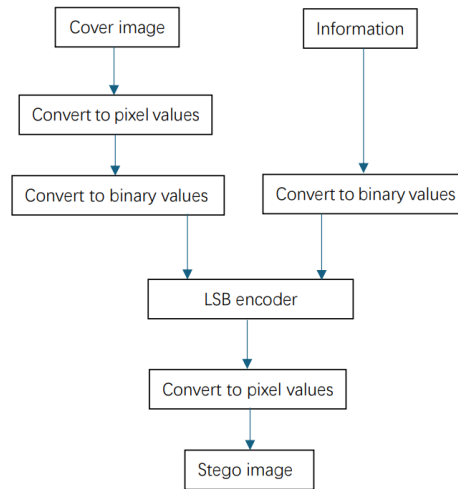 Cover image
Information
Convert to pixel values
Convert to binary values
Convert to binary values
LSB encoder
Convert to pixel values
Stego image